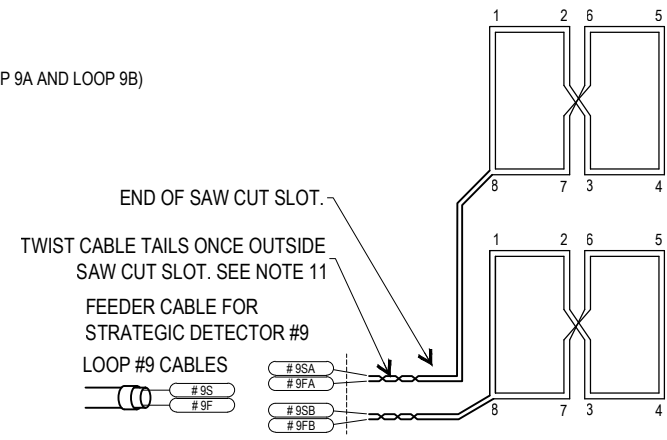 1 2 6 5
P 9A AND LOOP 9B)
8 7 3 4
END OF SAW CUT SLOT.
1 2 6 5
TWIST CABLE TAILS ONCE OUTSIDE
SAW CUT SLOT. SEE NOTE 11
FEEDER CABLE FOR
STRATEGIC DETECTOR #9
LOOP #9 CABLES
# 9SA
# 9FA
# 9S
# 9F
# 9SB
# 9FB
8 7 3 4